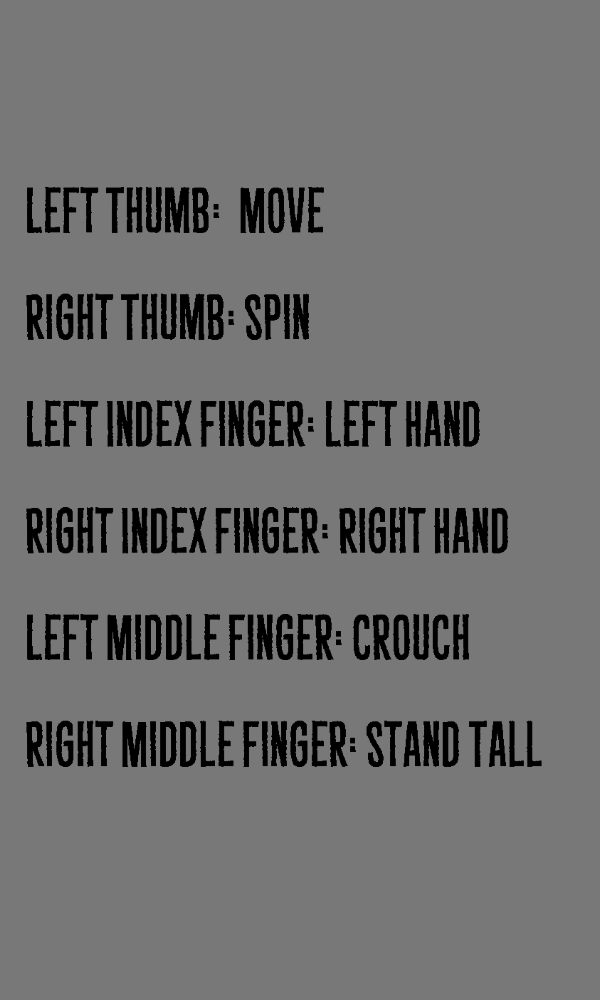 LEFT THUMB:  MOVE
RIGHT THUMB: SPIN
LEFT INDEX FINGER: LEFT HAND
RIGHT INDEX FINGER: RIGHT HAND
LEFT MIDDLE FINGER: CROUCH
RIGHT MIDDLE FINGER: STAND TALL